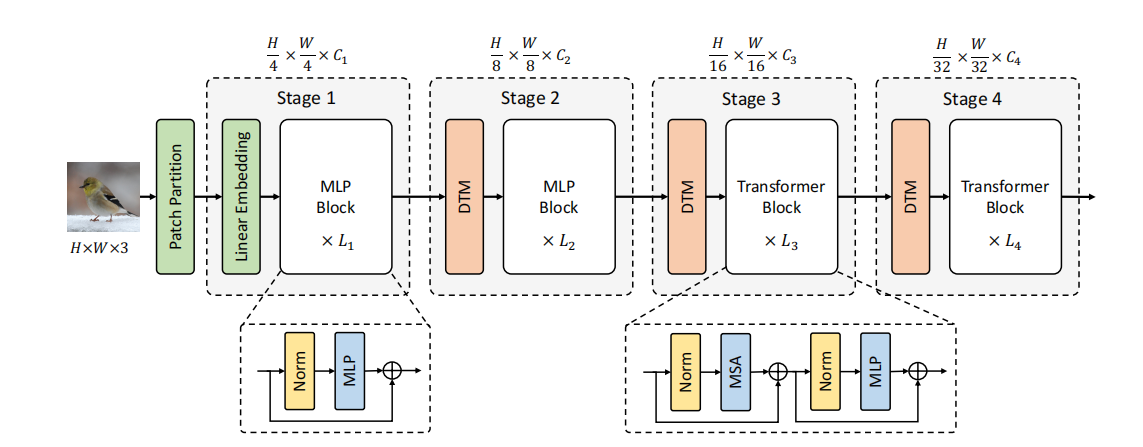 H/4 × W/4 × C₁
H/8 × W/8 × C₂
H/16 × W/16 × C₃
H/32 × W/32 × C₄
Stage 1
Stage 2
Stage 3
Stage 4
H×W×3
Patch Partition
Linear Embedding
MLP
Block
× L₁
DTM
MLP
Block
× L₂
DTM
Transformer
Block
× L₃
DTM
Transformer
Block
× L₄
Norm
MLP
Norm
MSA
Norm
MLP